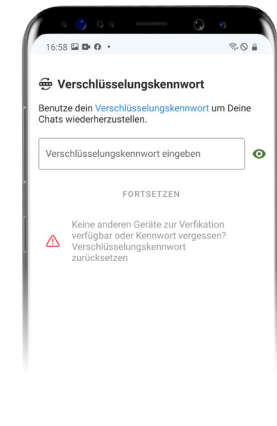 16:58
Verschlüsselungskennwort
Benutze dein Verschlüsselungskennwort um Deine
Chats wiederherzustellen.
Verschlüsselungskennwort eingeben
FORTSETZEN
Keine anderen Geräte zur Verfikation
verfügbar oder Kennwort vergessen?
Verschlüsselungskennwort
zurücksetzen